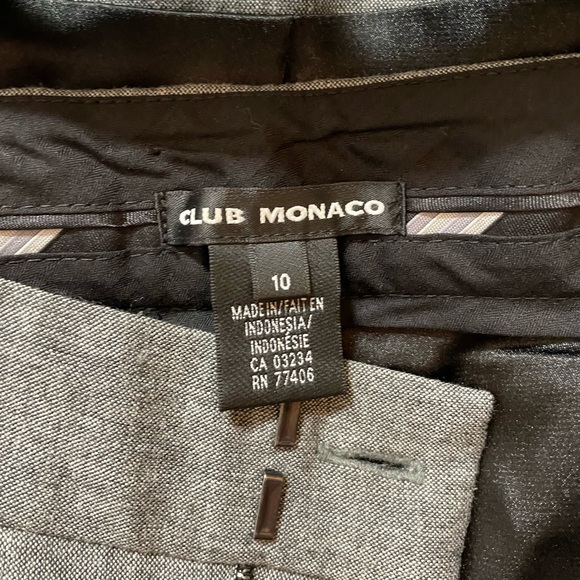 CLUB MONACO
10
MADE IN/FAIT EN
INDONESIA/
INDONÉSIE
CA 03234
RN 77406